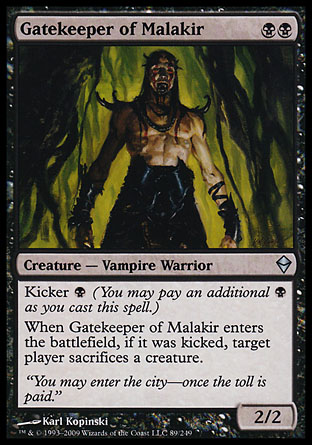 Gatekeeper of Malakir
Creature — Vampire Warrior
Kicker (You may pay an additional
as you cast this spell.)
When Gatekeeper of Malakir enters
the battlefield, if it was kicked, target
player sacrifices a creature.
"You may enter the city—once the toll is
paid."
Karl Kopinski
2/2
™ & © 1993–2009 Wizards of the Coast LLC 89/249